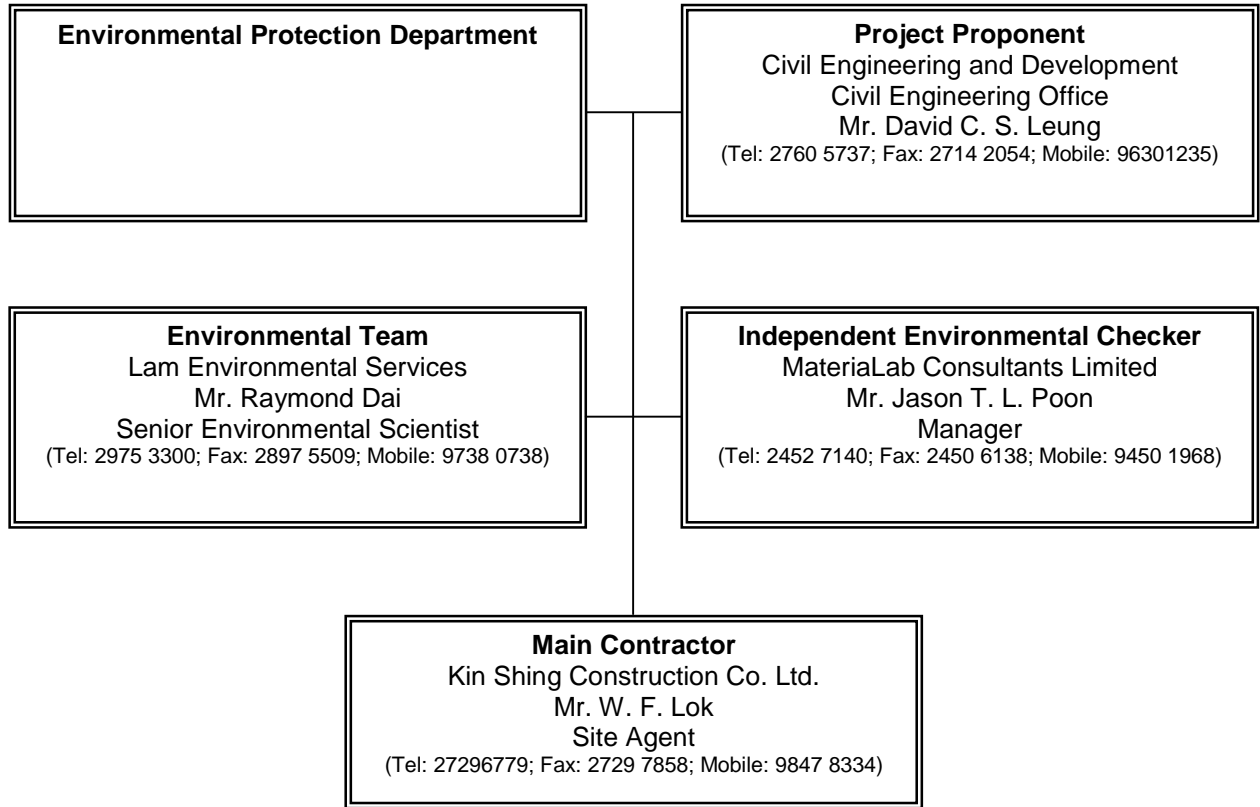 Environmental Protection Department
Project Proponent
Civil Engineering and Development
Civil Engineering Office
Mr. David C. S. Leung
(Tel: 2760 5737; Fax: 2714 2054; Mobile: 96301235)
Environmental Team
Lam Environmental Services
Mr. Raymond Dai
Senior Environmental Scientist
(Tel: 2975 3300; Fax: 2897 5509; Mobile: 9738 0738)
Independent Environmental Checker
MateriaLab Consultants Limited
Mr. Jason T. L. Poon
Manager
(Tel: 2452 7140; Fax: 2450 6138; Mobile: 9450 1968)
Main Contractor
Kin Shing Construction Co. Ltd.
Mr. W. F. Lok
Site Agent
(Tel: 27296779; Fax: 2729 7858; Mobile: 9847 8334)